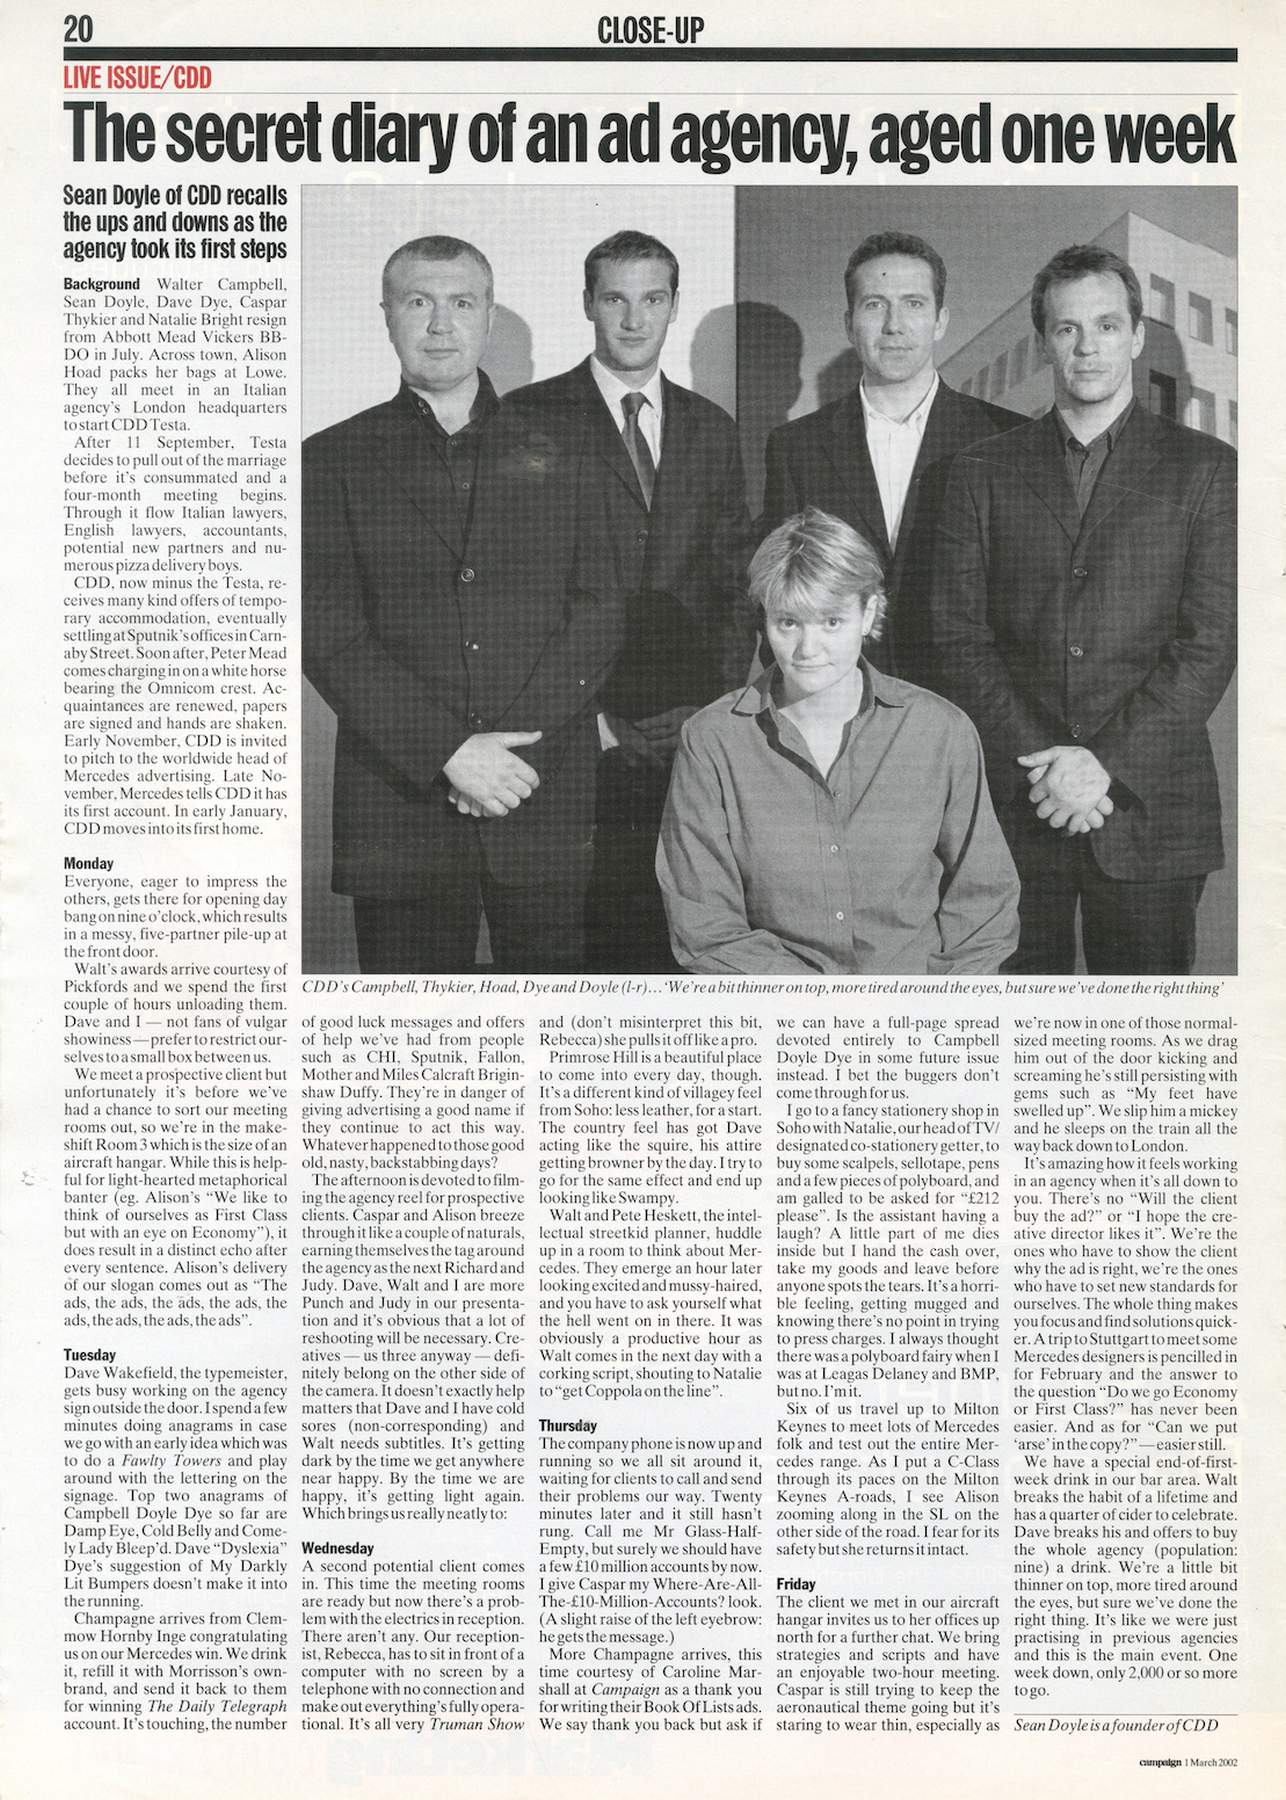 20
CLOSE-UP
LIVE ISSUE/CDD
The secret diary of an ad agency, aged one week
Sean Doyle of CDD recalls
the ups and downs as the
agency took its first steps
Background Walter Campbell,
Sean Doyle, Dave Dye, Caspar
Thykier and Natalie Bright resign
from Abbott Mead Vickers BB-
DO in July. Across town, Alison
Hoad packs her bags at Lowe.
They all meet in an Italian
agency's London headquarters
to start CDD Testa.
After 11 September, Testa
decides to pull out of the marriage
before it's consummated and a
four-month meeting begins.
Through it flow Italian lawyers,
English lawyers, accountants,
potential new partners and nu-
merous pizza delivery boys.
CDD, now minus the Testa, re-
ceives many kind offers of tempo-
rary accommodation, eventually
settling at Sputnik's offices in Carn-
aby Street. Soon after, Peter Mead
comes charging in on a white horse
bearing the Omnicom crest. Ac-
quaintances are renewed, papers
are signed and hands are shaken.
Early November, CDD is invited
to pitch to the worldwide head of
Mercedes advertising. Late No-
vember, Mercedes tells CDD it has
its first account. In early January,
CDD moves into its first home.
Monday
Everyone, eager to impress the
others, gets there for opening day
bang on nine o'clock, which results
in a messy, five-partner pile-up at
the front door.
Walt's awards arrive courtesy of
Pickfords and we spend the first
couple of hours unloading them.
Dave and I — not fans of vulgar
showiness — prefer to restrict our-
selves to a small box between us.
We meet a prospective client but
unfortunately it's before we've
had a chance to sort our meeting
rooms out, so we're in the make-
shift Room 3 which is the size of an
aircraft hangar. While this is help-
ful for light-hearted metaphorical
banter (eg. Alison's "We like to
think of ourselves as First Class
but with an eye on Economy"), it
does result in a distinct echo after
every sentence. Alison's delivery
of our slogan comes out as "The
ads, the ads, the ads, the ads, the
ads, the ads, the ads, the ads".
Tuesday
Dave Wakefield, the typemeister,
gets busy working on the agency
sign outside the door. I spend a few
minutes doing anagrams in case
we go with an early idea which was
to do a Fawlty Towers and play
around with the lettering on the
signage. Top two anagrams of
Campbell Doyle Dye so far are
Damp Eye, Cold Belly and Come-
ly Lady Bleep'd. Dave "Dyslexia"
Dye's suggestion of My Darkly
Lit Bumpers doesn't make it into
the running.
Champagne arrives from Clem-
mow Hornby Inge congratulating
us on our Mercedes win. We drink
it, refill it with Morrisson's own-
brand, and send it back to them
for winning The Daily Telegraph
account. It's touching, the number
CDD's Campbell, Thykier, Hoad, Dye and Doyle (l-r)... 'We're a bit thinner on top, more tired around the eyes, but sure we've done the right thing'
of good luck messages and offers
of help we've had from people
such as CHI, Sputnik, Fallon,
Mother and Miles Calcraft Brigin-
shaw Duffy. They're in danger of
giving advertising a good name if
they continue to act this way.
Whatever happened to those good
old, nasty, backstabbing days?
The afternoon is devoted to film-
ing the agency reel for prospective
clients. Caspar and Alison breeze
through it like a couple of naturals,
earning themselves the tag around
the agency as the next Richard and
Judy. Dave, Walt and I are more
Punch and Judy in our presenta-
tion and it's obvious that a lot of
reshooting will be necessary. Cre-
atives — us three anyway — defi-
nitely belong on the other side of
the camera. It doesn't exactly help
matters that Dave and I have cold
sores (non-corresponding) and
Walt needs subtitles. It's getting
dark by the time we get anywhere
near happy. By the time we are
happy, it's getting light again.
Which brings us really neatly to:
Wednesday
A second potential client comes
in. This time the meeting rooms
are ready but now there's a prob-
lem with the electrics in reception.
There aren't any. Our reception-
ist, Rebecca, has to sit in front of a
computer with no screen by a
telephone with no connection and
make out everything's fully opera-
tional. It's all very Truman Show
and (don't misinterpret this bit,
Rebecca) she pulls it off like a pro.
Primrose Hill is a beautiful place
to come into every day, though.
It's a different kind of villagey feel
from Soho: less leather, for a start.
The country feel has got Dave
acting like the squire, his attire
getting browner by the day. I try to
go for the same effect and end up
looking like Swampy.
Walt and Pete Heskett, the intel-
lectual streetkid planner, huddle
up in a room to think about Mer-
cedes. They emerge an hour later
looking excited and mussy-haired,
and you have to ask yourself what
the hell went on in there. It was
obviously a productive hour as
Walt comes in the next day with a
corking script, shouting to Natalie
to "get Coppola on the line".
Thursday
The company phone is now up and
running so we all sit around it,
waiting for clients to call and send
their problems our way. Twenty
minutes later and it still hasn't
rung. Call me Mr Glass-Half-
Empty, but surely we should have
a few £10 million accounts by now.
I give Caspar my Where-Are-All-
The-£10-Million-Accounts? look.
(A slight raise of the left eyebrow:
he gets the message.)
More Champagne arrives, this
time courtesy of Caroline Mar-
shall at Campaign as a thank you
for writing their Book Of Lists ads.
We say thank you back but ask if
we can have a full-page spread
devoted entirely to Campbell
Doyle Dye in some future issue
instead. I bet the buggers don't
come through for us.
I go to a fancy stationery shop in
Soho with Natalie, our head of TV/
designated co-stationery getter, to
buy some scalpels, sellotape, pens
and a few pieces of polyboard, and
am galled to be asked for "£212
please". Is the assistant having a
laugh? A little part of me dies
inside but I hand the cash over,
take my goods and leave before
anyone spots the tears. It's a horri-
ble feeling, getting mugged and
knowing there's no point in trying
to press charges. I always thought
there was a polyboard fairy when I
was at Leagas Delaney and BMP,
but no. I'm it.
Six of us travel up to Milton
Keynes to meet lots of Mercedes
folk and test out the entire Mer-
cedes range. As I put a C-Class
through its paces on the Milton
Keynes A-roads, I see Alison
zooming along in the SL on the
other side of the road. I fear for its
safety but she returns it intact.
Friday
The client we met in our aircraft
hangar invites us to her offices up
north for a further chat. We bring
strategies and scripts and have
an enjoyable two-hour meeting.
Caspar is still trying to keep the
aeronautical theme going but it's
staring to wear thin, especially as
we're now in one of those normal-
sized meeting rooms. As we drag
him out of the door kicking and
screaming he's still persisting with
gems such as "My feet have
swelled up". We slip him a mickey
and he sleeps on the train all the
way back down to London.
It's amazing how it feels working
in an agency when it's all down to
you. There's no "Will the client
buy the ad?" or "I hope the cre-
ative director likes it". We're the
ones who have to show the client
why the ad is right, we're the ones
who have to set new standards for
ourselves. The whole thing makes
you focus and find solutions quick-
er. A trip to Stuttgart to meet some
Mercedes designers is pencilled in
for February and the answer to
the question "Do we go Economy
or First Class?" has never been
easier. And as for "Can we put
'arse' in the copy?" — easier still.
We have a special end-of-first-
week drink in our bar area. Walt
breaks the habit of a lifetime and
has a quarter of cider to celebrate.
Dave breaks his and offers to buy
the whole agency (population:
nine) a drink. We're a little bit
thinner on top, more tired around
the eyes, but sure we've done the
right thing. It's like we were just
practising in previous agencies
and this is the main event. One
week down, only 2,000 or so more
to go.
Sean Doyle is a founder of CDD
campaign 1 March 2002